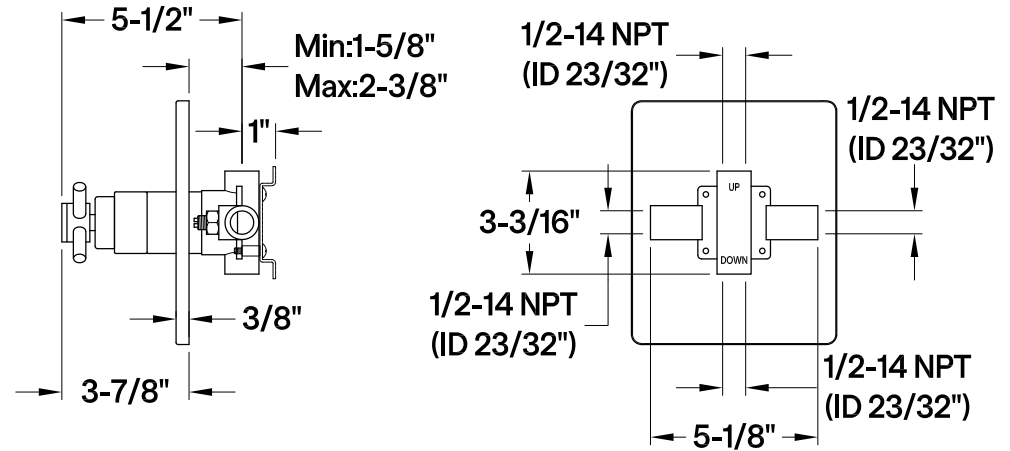 5-1/2"
Min:1-5/8"
Max:2-3/8"
1"
3/8"
3-7/8"
1/2-14 NPT
(ID 23/32")
1/2-14 NPT
(ID 23/32")
UP
3-3/16"
DOWN
1/2-14 NPT
(ID 23/32")
1/2-14 NPT
(ID 23/32")
5-1/8"